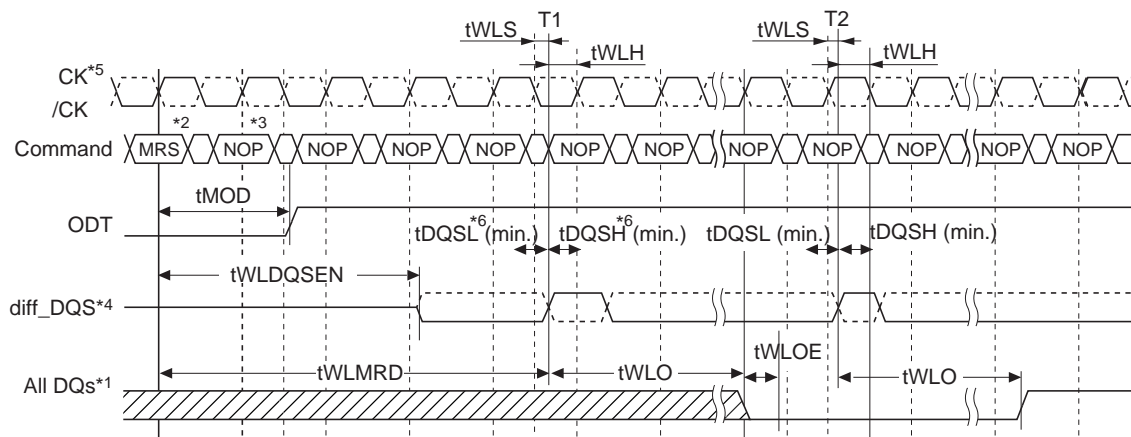 T1 T2
tWLS tWLS
tWLH tWLH
CK*5
/CK
*2 *3
Command MRS NOP NOP NOP NOP NOP NOP NOP NOP NOP NOP NOP
tMOD
ODT
tDQSL*6 (min.) tDQSH*6 (min.) tDQSL (min.) tDQSH (min.)
tWLDQSEN
diff_DQS*4
tWLOE
tWLMRD tWLO tWLO
All DQs*1